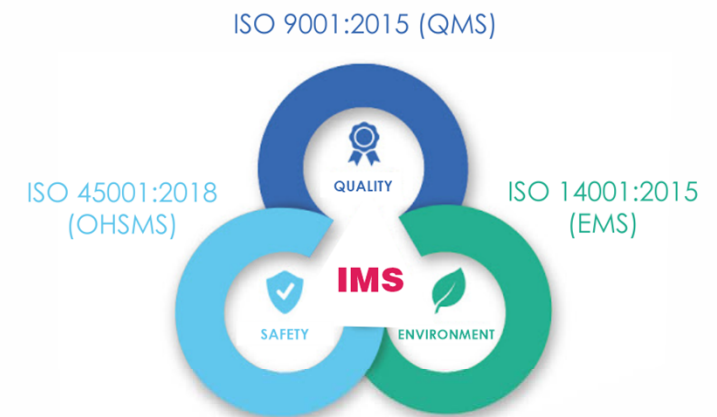 ISO 9001:2015 (QMS)
QUALITY
ISO 45001:2018
(OHSMS)
ISO 14001:2015
(EMS)
IMS
SAFETY
ENVIRONMENT